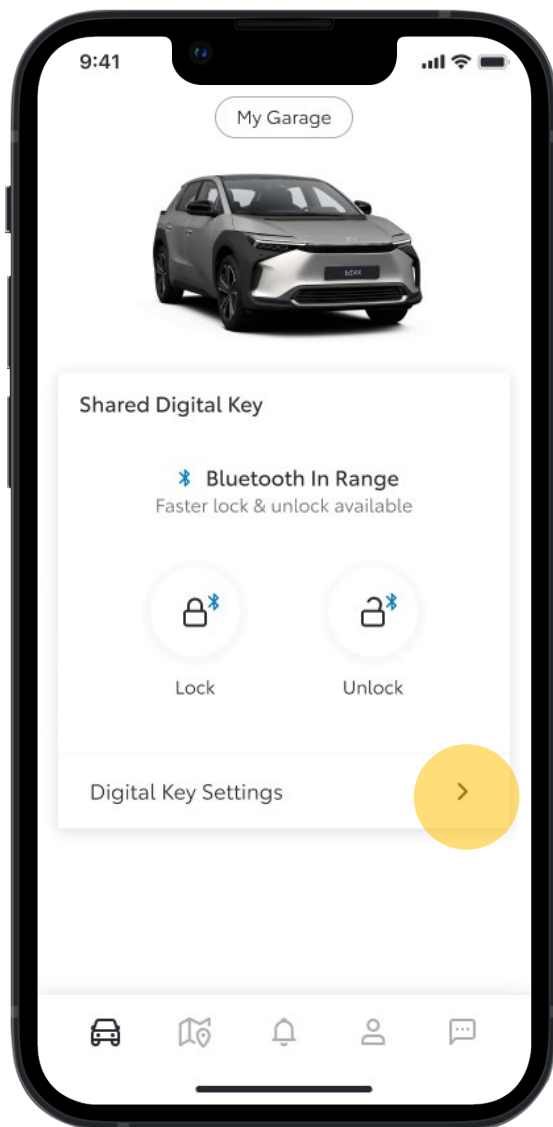 9:41
My Garage
bZ4X
Shared Digital Key
Bluetooth In Range
Faster lock & unlock available
Lock
Unlock
Digital Key Settings